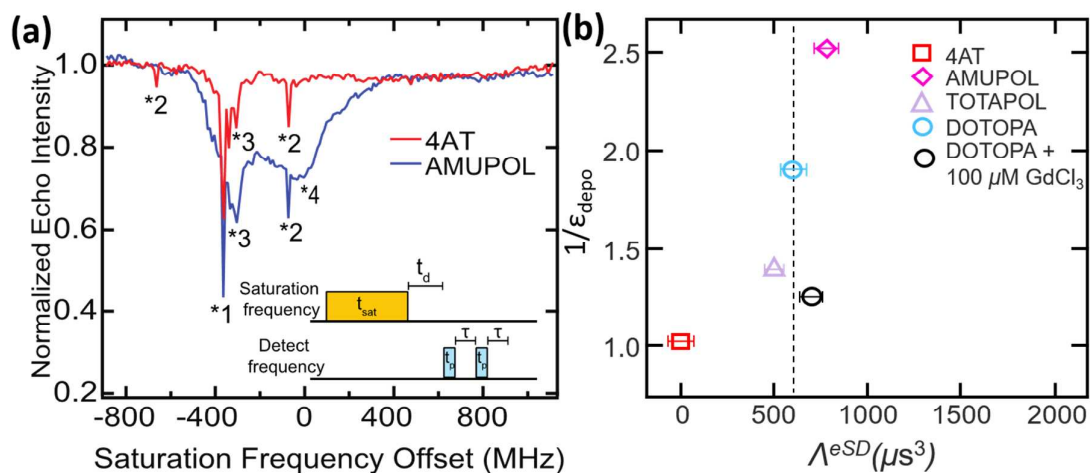 (a)
Normalized Echo Intensity
1.0
0.8
0.6
0.4
0.2
*2
*3
*2
4AT
AMUPOL
*4
*3
*2
*1
Saturation
frequency
t_sat
t_d
Detect
frequency
t_p
τ
t_p
τ
-800
-400
0
400
800
Saturation Frequency Offset (MHz)
(b)
1/ε_depo
2.5
2.0
1.5
1.0
4AT
AMUPOL
TOTAPOL
DOTOPA
DOTOPA +
100 µM GdCl₃
0
500
1000
1500
2000
Λ^eSD(µs³)